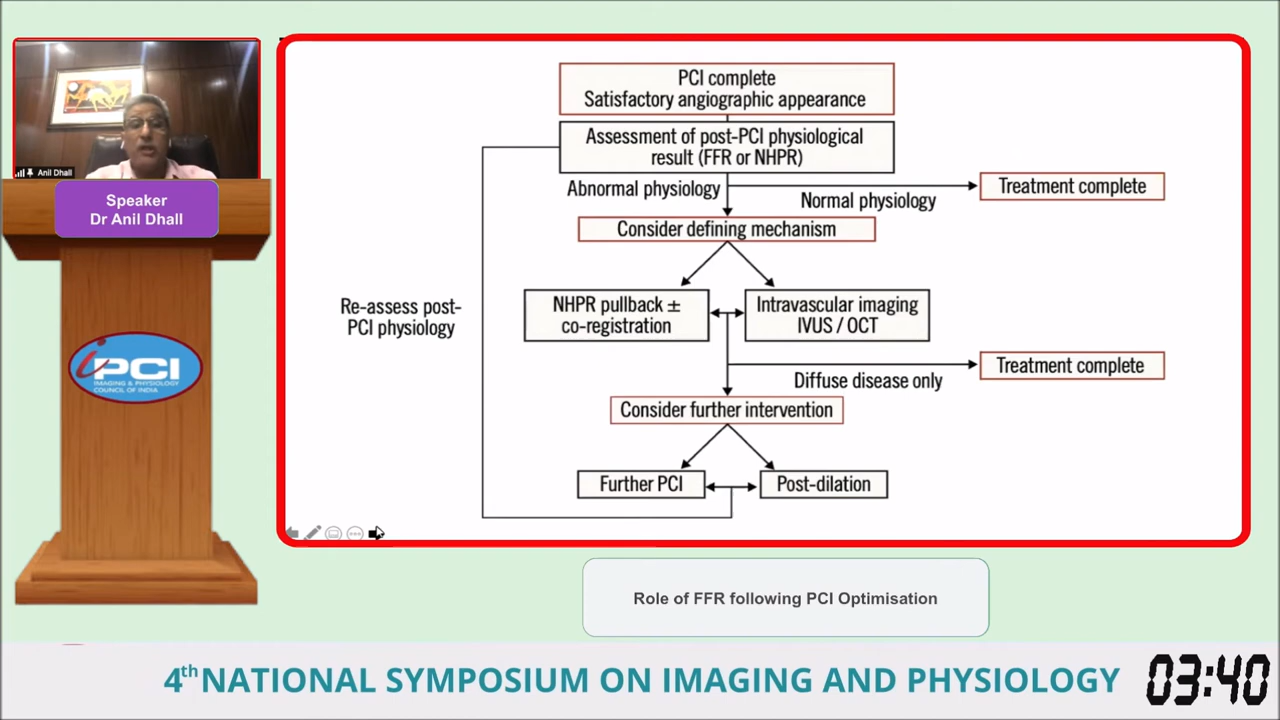 PCI complete
Satisfactory angiographic appearance
Assessment of post-PCI physiological
result (FFR or NHPR)
Abnormal physiology
Normal physiology
Treatment complete
Consider defining mechanism
NHPR pullback ±
co-registration
Intravascular imaging
IVUS / OCT
Re-assess post-
PCI physiology
Diffuse disease only
Treatment complete
Consider further intervention
Further PCI
Post-dilation
Anil Dhall
Speaker
Dr Anil Dhall
iPCI
IMAGING & PHYSIOLOGY
COUNCIL OF INDIA
Role of FFR following PCI Optimisation
4th NATIONAL SYMPOSIUM ON IMAGING AND PHYSIOLOGY
03:40